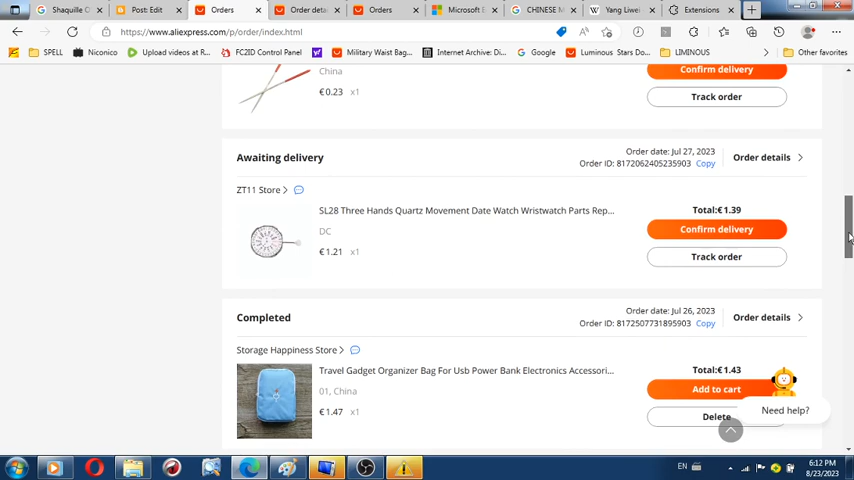 Shaquille O
Post: Edit
Orders
Order detai
Orders
Microsoft B
CHINESE M
Yang Liwei
Extensions
https://www.aliexpress.com/p/order/index.html
SPELL
Niconico
Upload videos at R...
FC2ID Control Panel
Military Waist Bag...
Internet Archive: Di...
Google
Luminous Stars Do...
LIMINOUS
Other favorites
China
€ 0.23 x1
Confirm delivery
Track order
Awaiting delivery
Order date: Jul 27, 2023
Order ID: 8172062405235903 Copy
Order details
ZT11 Store
SL28 Three Hands Quartz Movement Date Watch Wristwatch Parts Rep...
DC
€ 1.21 x1
Total:€ 1.39
Confirm delivery
Track order
Completed
Order date: Jul 26, 2023
Order ID: 8172507731895903 Copy
Order details
Storage Happiness Store
Travel Gadget Organizer Bag For Usb Power Bank Electronics Accessori...
01, China
€ 1.47 x1
Total:€ 1.43
Add to cart
Delete
Need help?
EN
6:12 PM
8/23/2023